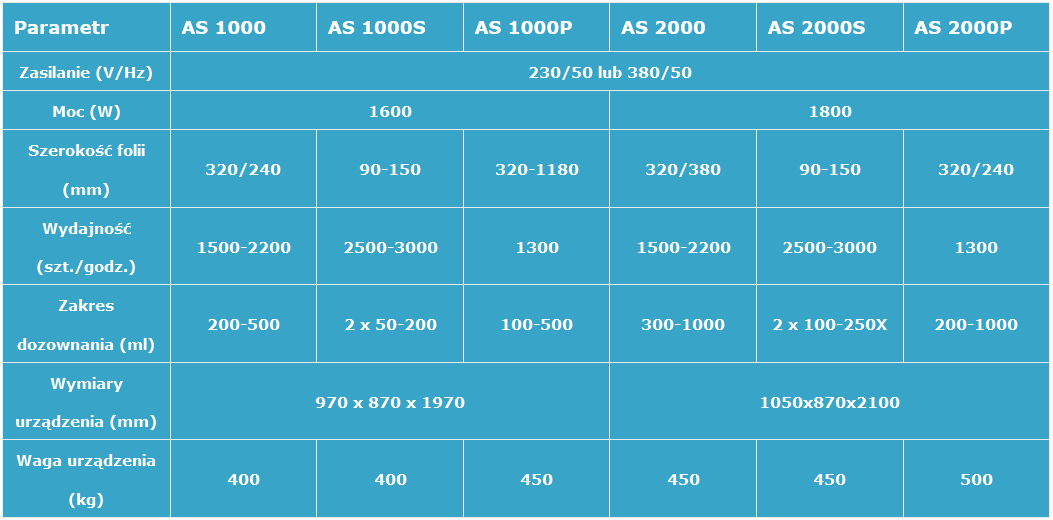 Parametr AS 1000 AS 1000S AS 1000P AS 2000 AS 2000S AS 2000P
Zasilanie (V/Hz) 230/50 lub 380/50
Moc (W) 1600 1800
Szerokość folii
(mm) 320/240 90-150 320-1180 320/380 90-150 320/240
Wydajność
(szt./godz.) 1500-2200 2500-3000 1300 1500-2200 2500-3000 1300
Zakres
dozownania (ml) 200-500 2 x 50-200 100-500 300-1000 2 x 100-250X 200-1000
Wymiary
urządzenia (mm) 970 x 870 x 1970 1050x870x2100
Waga urządzenia
(kg) 400 400 450 450 450 500